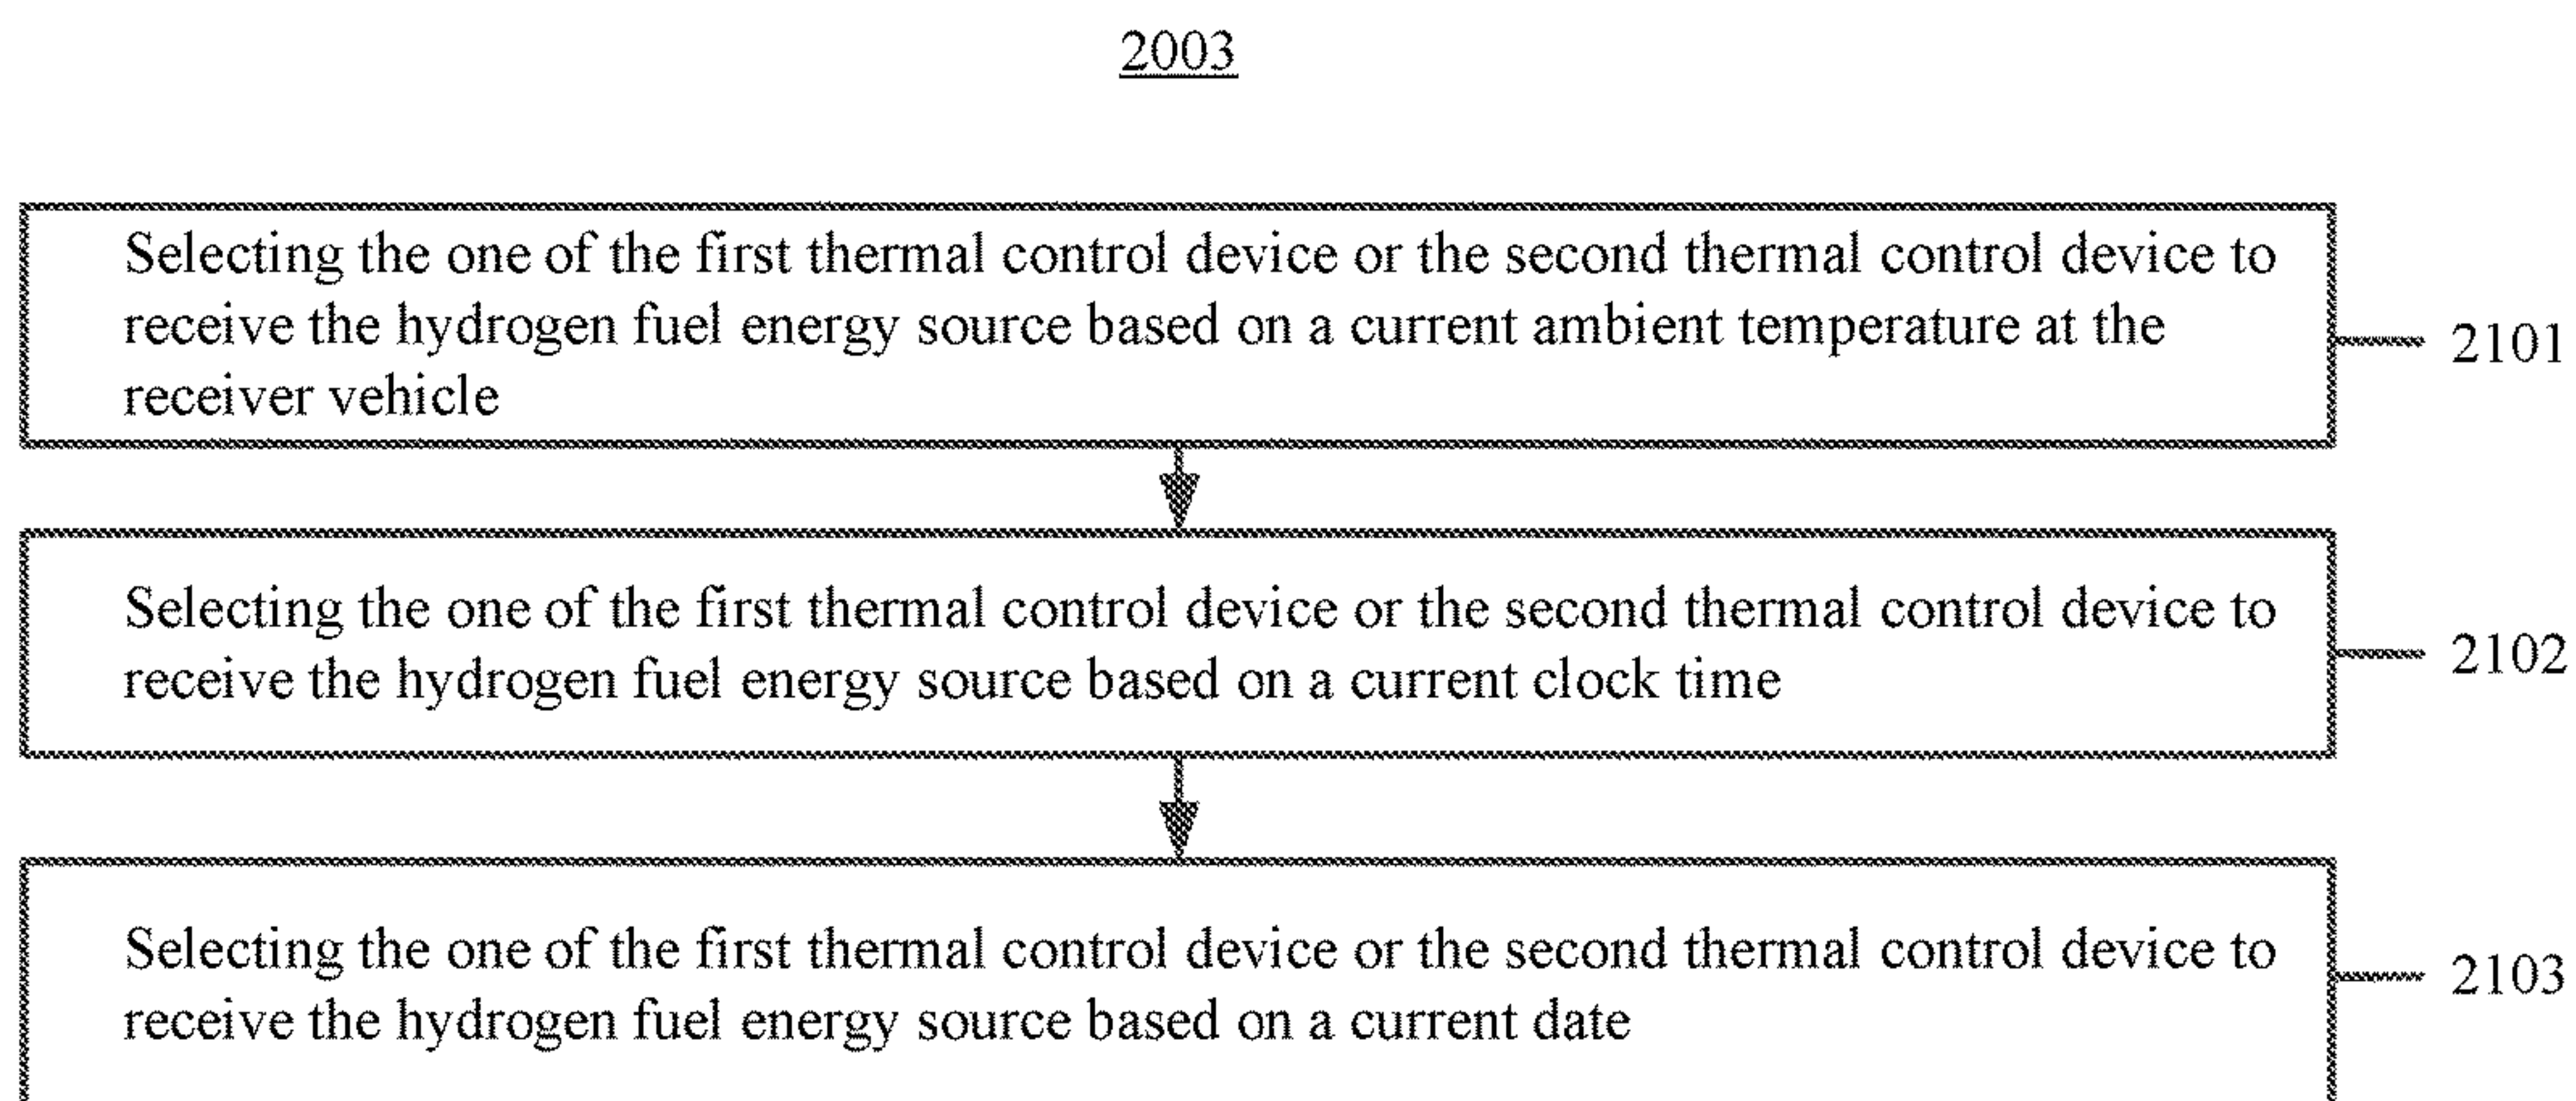 2003
Selecting the one of the first thermal control device or the second thermal control device to
receive the hydrogen fuel energy source based on a current ambient temperature at the
receiver vehicle
2101
Selecting the one of the first thermal control device or the second thermal control device to
receive the hydrogen fuel energy source based on a current clock time
2102
Selecting the one of the first thermal control device or the second thermal control device to
receive the hydrogen fuel energy source based on a current date
2103